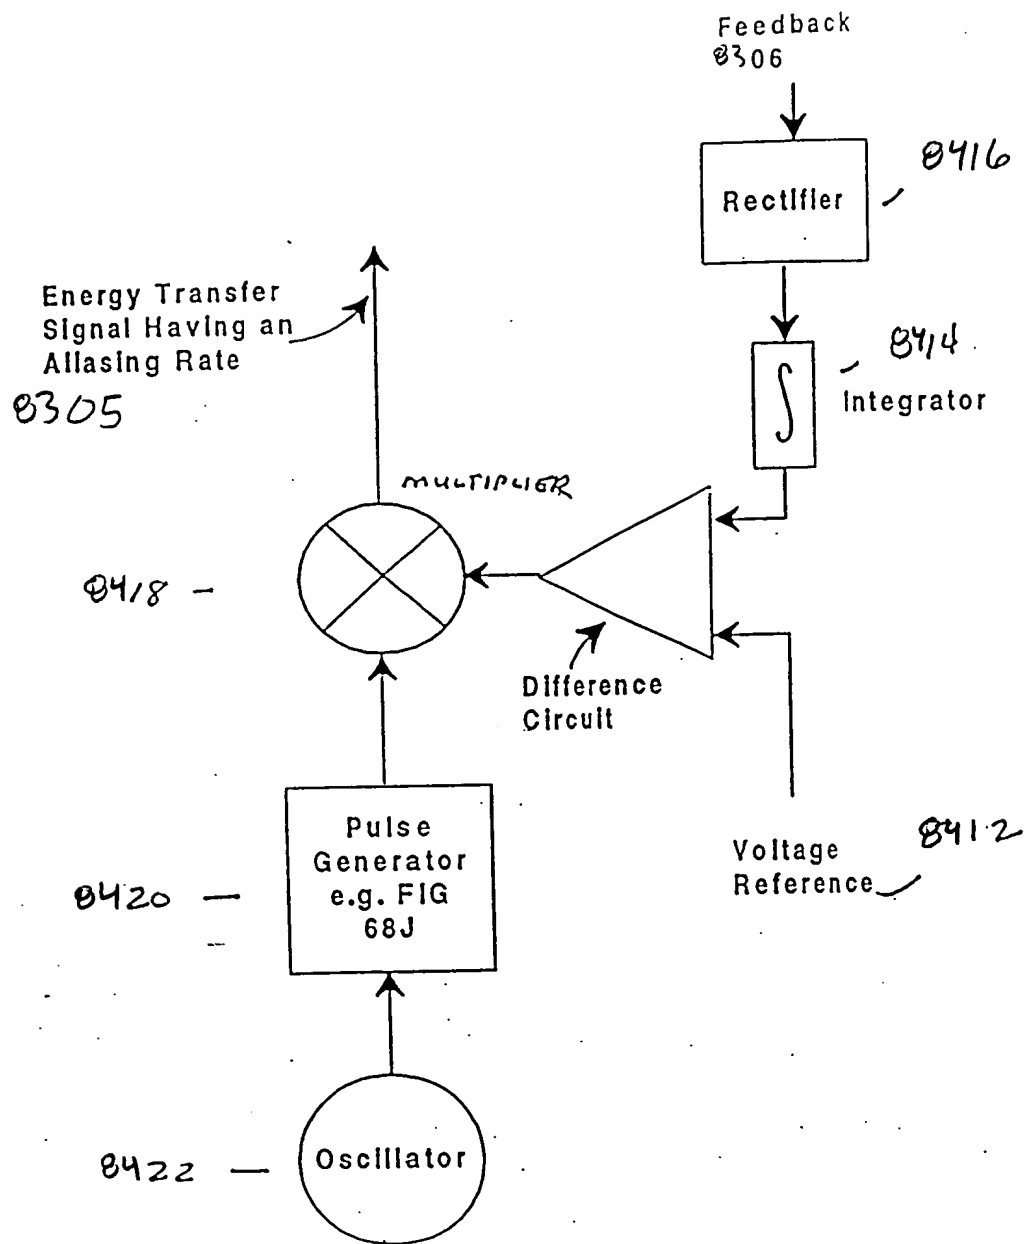 Feedback
8306
8416
Rectifier
Energy Transfer
Signal Having an
Aliasing Rate
8305
8414
∫
Integrator
MULTIPLIER
8418 -
Difference
Circuit
Voltage
Reference
8412
Pulse
Generator
e.g. FIG
68J
8420 —
Oscillator
8422 —